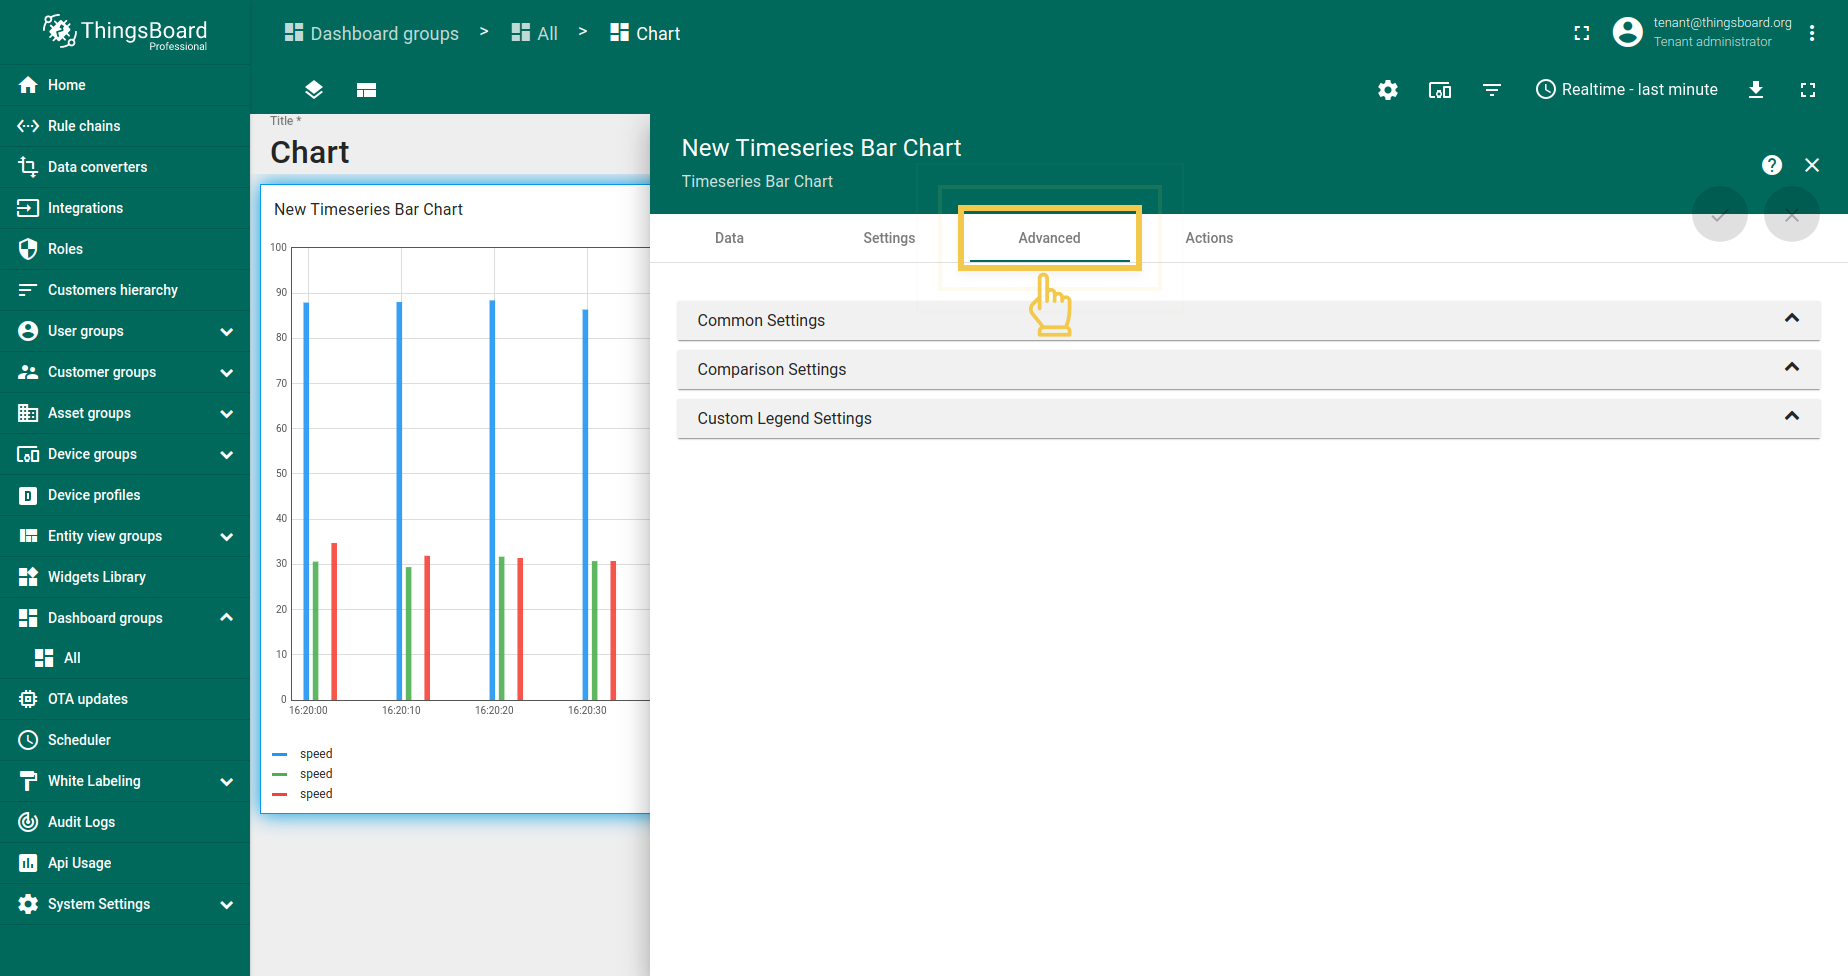 ThingsBoard
Professional
Home
Rule chains
Data converters
Integrations
Roles
Customers hierarchy
User groups
Customer groups
Asset groups
Device groups
Device profiles
Entity view groups
Widgets Library
Dashboard groups
All
OTA updates
Scheduler
White Labeling
Audit Logs
Api Usage
System Settings
Dashboard groups > All > Chart
tenant@thingsboard.org
Tenant administrator
Realtime - last minute
Title *
Chart
New Timeseries Bar Chart
100
90
80
70
60
50
40
30
20
10
0
16:20:00 16:20:10 16:20:20 16:20:30
speed
speed
speed
New Timeseries Bar Chart
Timeseries Bar Chart
Data Settings Advanced Actions
Common Settings
Comparison Settings
Custom Legend Settings